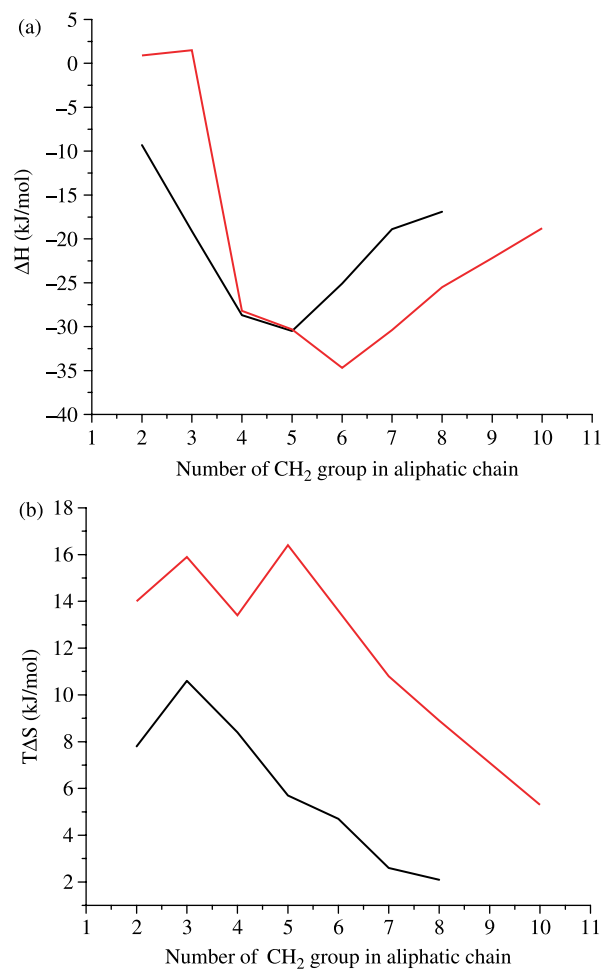 (a)
5
0
−5
−10
−15
−20
−25
−30
−35
−40
ΔH (kJ/mol)
1 2 3 4 5 6 7 8 9 10 11
Number of CH₂ group in aliphatic chain
(b)
18
16
14
12
10
8
6
4
2
TΔS (kJ/mol)
1 2 3 4 5 6 7 8 9 10 11
Number of CH₂ group in aliphatic chain